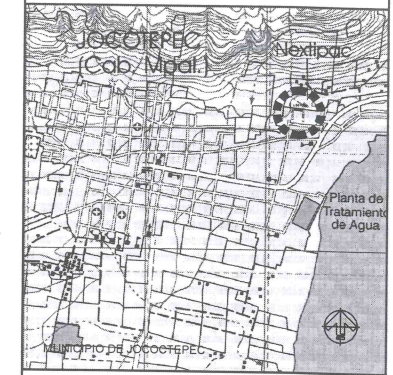 JOCOTEPEC
(Cab. Mpal.)
Nextipac
Planta de
Tratamiento
de Agua
MUNICIPIO DE JOCOTEPEC